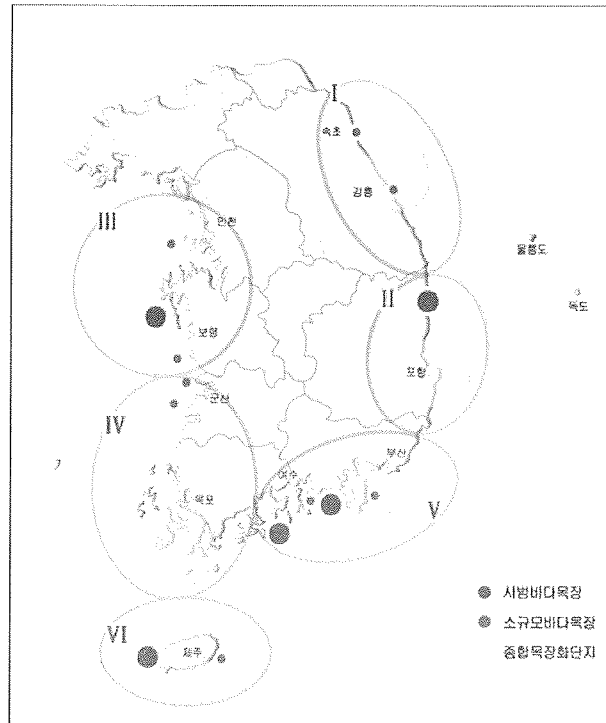 I
속초
강릉
III
인천
울릉도
독도
II
보령
포항
군산
IV
부산
여수
목포
V
시범바다목장
소규모바다목장
종합목장화단지
VI
제주